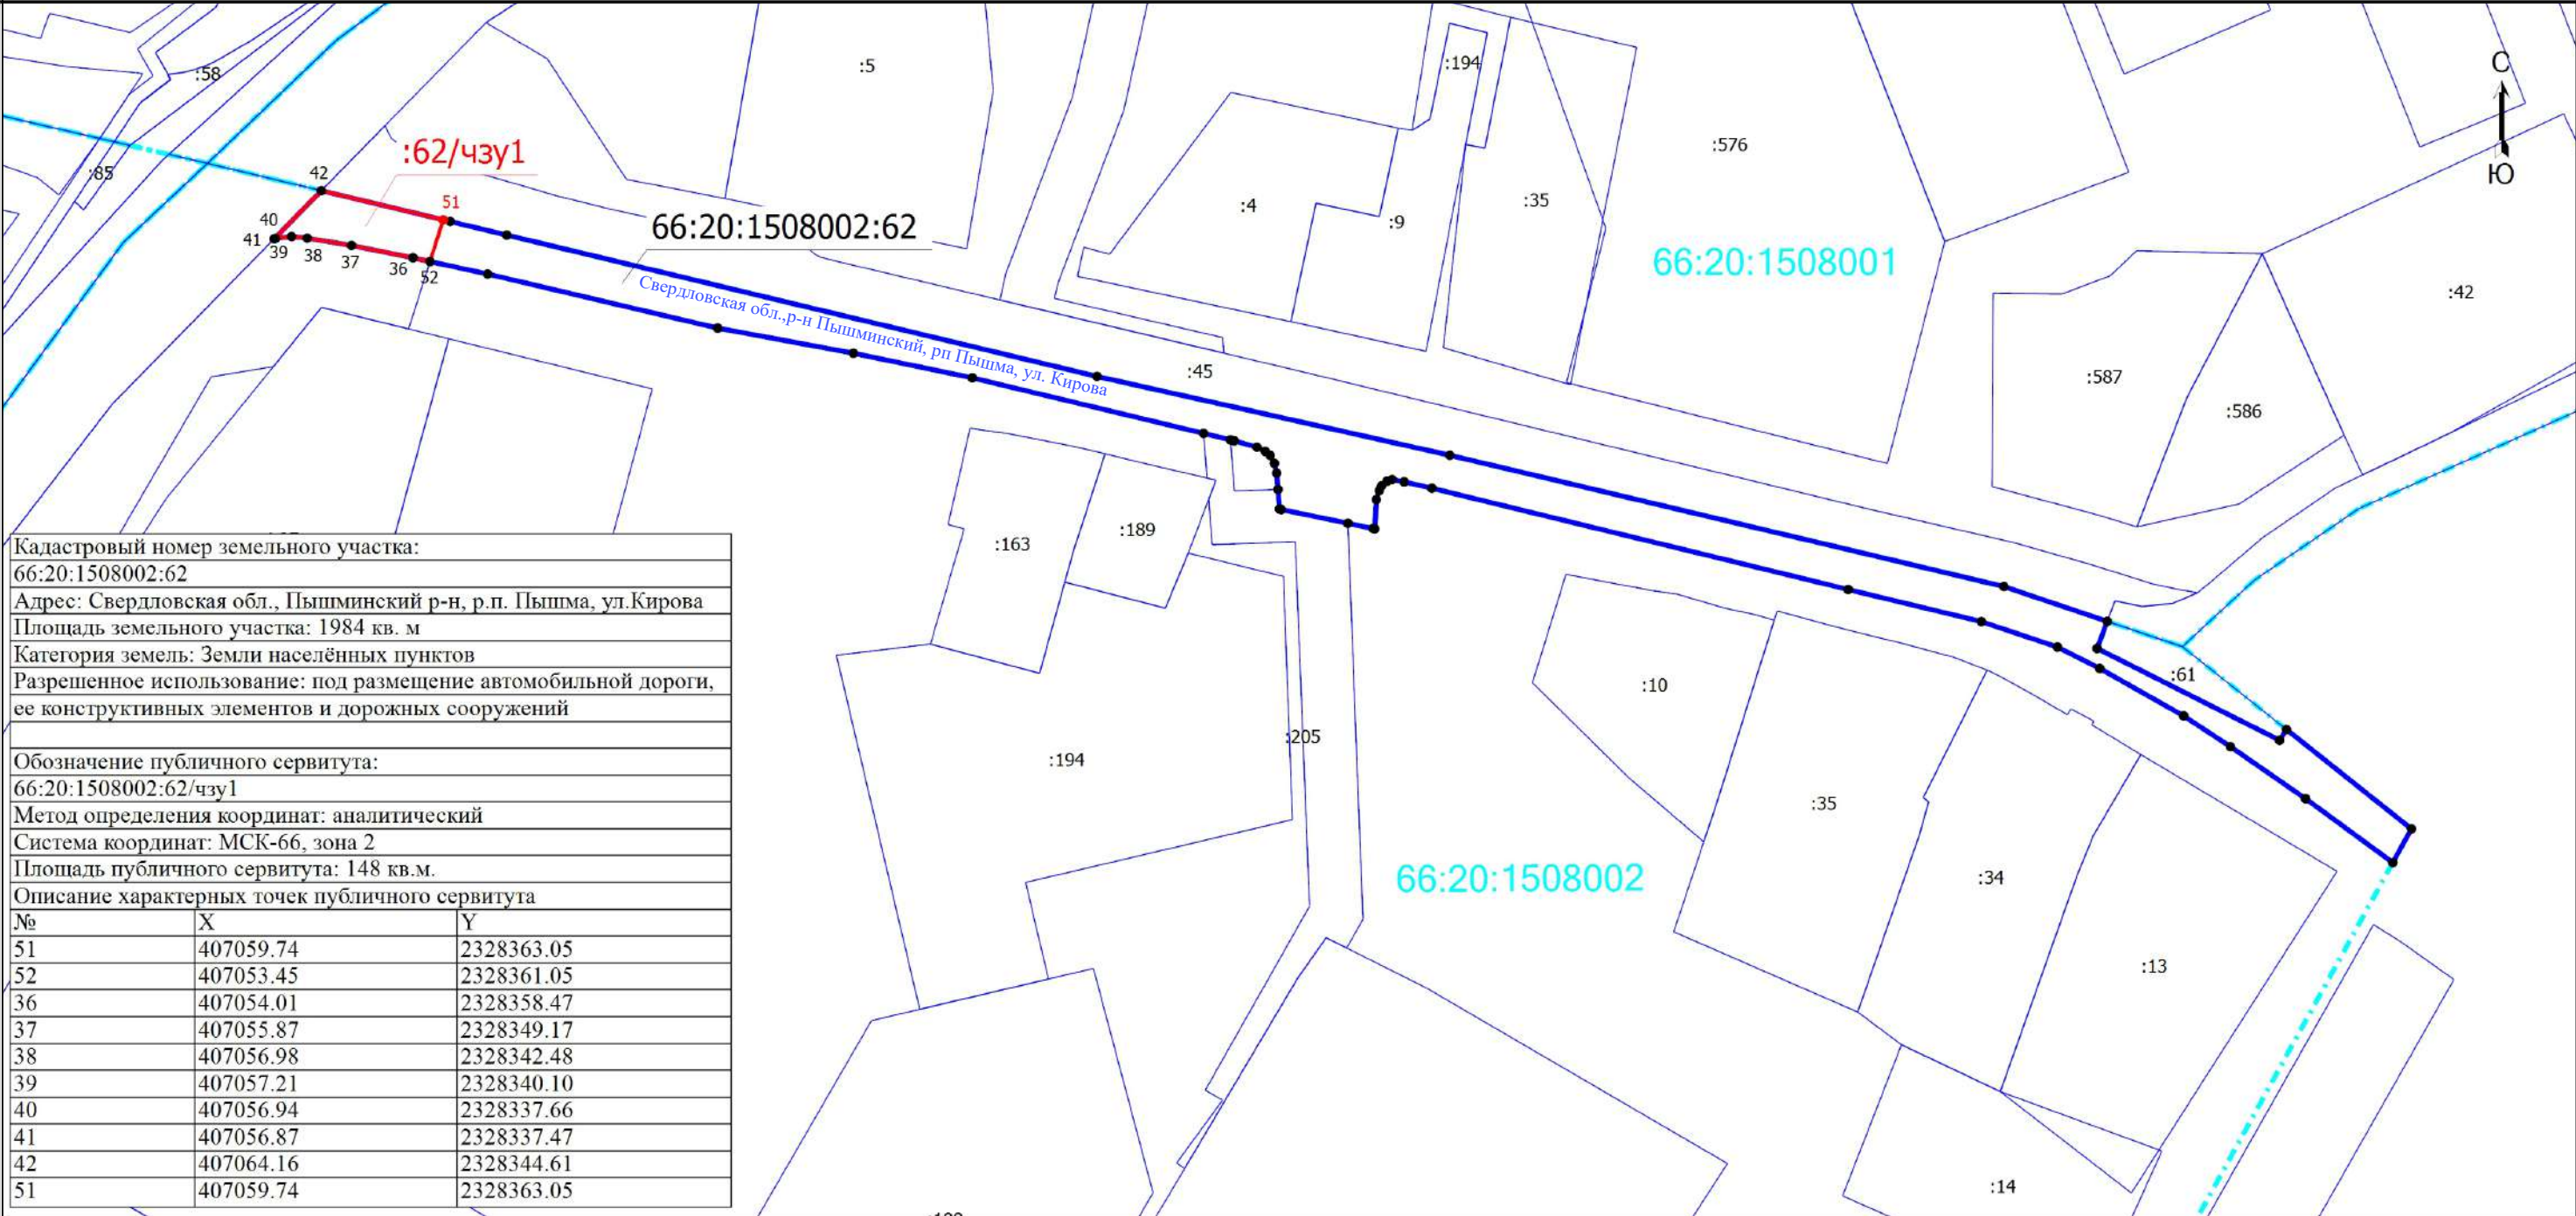 :58
:5
:194
С
:576
:62/чзу1
:85
42
51
:35
Ю
:4
40
66:20:1508002:62
:9
41
39
38
37
36
52
66:20:1508001
Свердловская обл.,р-н Пышминский, рп Пышма, ул. Кирова
:42
:45
:587
:586
:163
:189
:61
:10
:205
:194
:35
66:20:1508002
:34
:13
:14
Кадастровый номер земельного участка:
66:20:1508002:62
Адрес: Свердловская обл., Пышминский р-н, р.п. Пышма, ул.Кирова
Площадь земельного участка: 1984 кв. м
Категория земель: Земли населённых пунктов
Разрешенное использование: под размещение автомобильной дороги,
ее конструктивных элементов и дорожных сооружений
Обозначение публичного сервитута:
66:20:1508002:62/чзу1
Метод определения координат: аналитический
Система координат: МСК-66, зона 2
Площадь публичного сервитута: 148 кв.м.
Описание характерных точек публичного сервитута
№ X Y
51 407059.74 2328363.05
52 407053.45 2328361.05
36 407054.01 2328358.47
37 407055.87 2328349.17
38 407056.98 2328342.48
39 407057.21 2328340.10
40 407056.94 2328337.66
41 407056.87 2328337.47
42 407064.16 2328344.61
51 407059.74 2328363.05